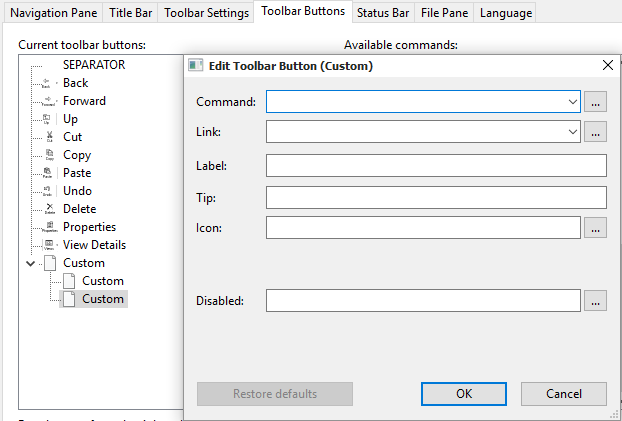 Navigation Pane Title Bar Toolbar Settings Toolbar Buttons Status Bar File Pane Language
Current toolbar buttons: Available commands:
SEPARATOR
Back
Forward
Up
Cut
Copy
Paste
Undo
Delete
Properties
View Details
Custom
Custom
Custom
Edit Toolbar Button (Custom)
Command: ...
Link: ...
Label:
Tip:
Icon: ...
Disabled: ...
Restore defaults OK Cancel